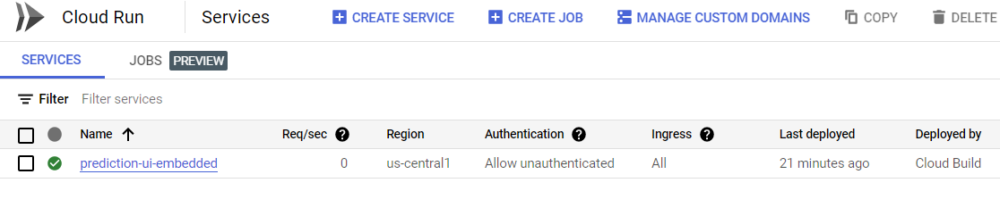 Cloud Run Services CREATE SERVICE CREATE JOB MANAGE CUSTOM DOMAINS COPY DELETE
SERVICES JOBS PREVIEW
Filter Filter services
Name Req/sec ? Region Authentication ? Ingress ? Last deployed Deployed by
prediction-ui-embedded 0 us-central1 Allow unauthenticated All 21 minutes ago Cloud Build